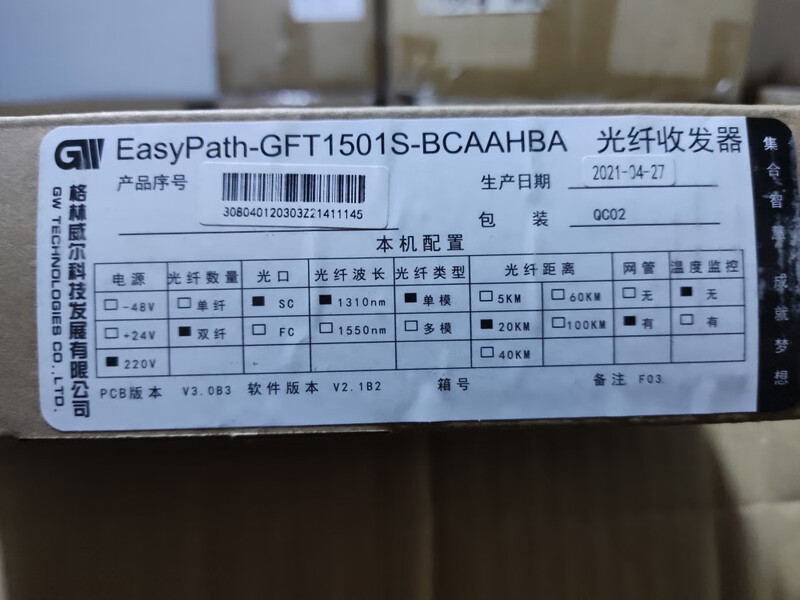 GW EasyPath-GFT1501S-BCAAHBA 光纤收发器
产品序号 308040120303Z21411145
生产日期 2021-04-27
包 装 QC02
本机配置
电源 光纤数量 光口 光纤波长 光纤类型 光纤距离 网管 温度监控
□-48V □单纤 ■ SC ■1310nm ■单模 □5KM □60KM □无 ■ 无
□+24V ■双纤 □ FC □1550nm □多模 ■20KM □100KM ■有 □ 有
■220V □40KM
PCB版本 V3.0B3 软件版本 V2.1B2 箱号 备注 F03
格林威尔科技发展有限公司
GW TECHNOLOGIES CO., LTD.
集合智慧 成就梦想